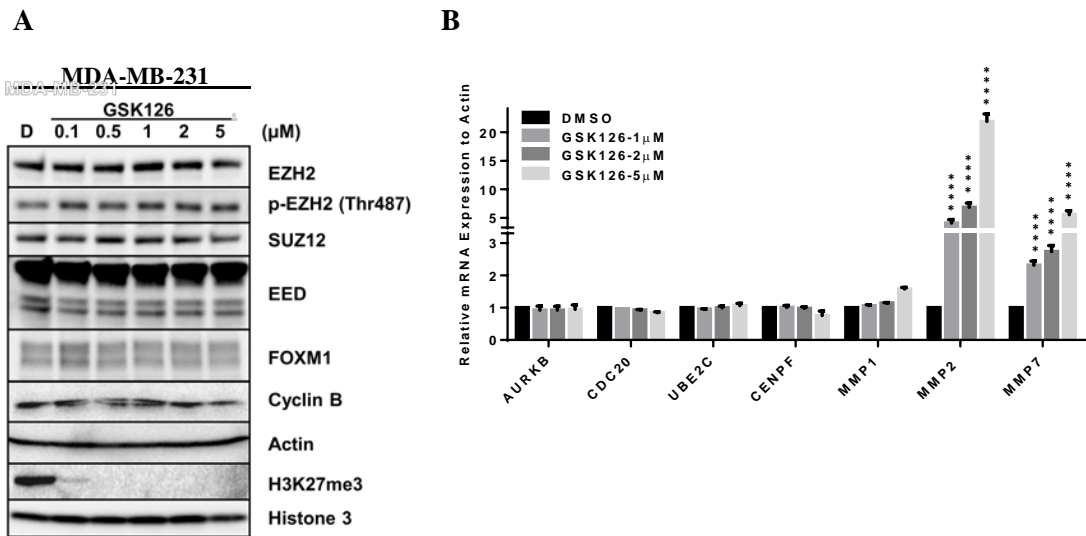 A
B
MDA-MB-231
MDA-MB-231
GSK126
D 0.1 0.5 1 2 5 (µM)
EZH2
p-EZH2 (Thr487)
SUZ12
EED
FOXM1
Cyclin B
Actin
H3K27me3
Histone 3
Relative mRNA Expression to Actin
20
15
10
5
3
2
1
0
DMSO
GSK126-1µM
GSK126-2µM
GSK126-5µM
****
****
****
****
***
****
AURKB
CDC20
UBE2C
CENPF
MMP1
MMP2
MMP7